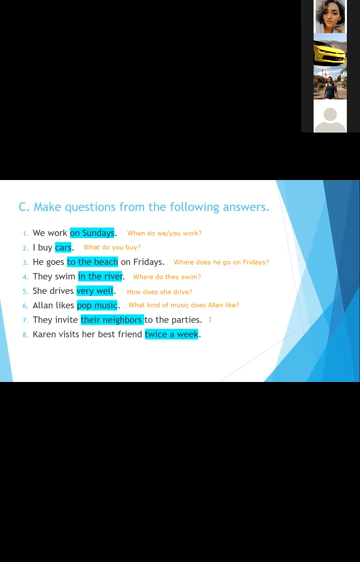 C. Make questions from the following answers.
1. We work on Sundays. When do we/you work?
2. I buy cars. What do you buy?
3. He goes to the beach on Fridays. Where does he go on Fridays?
4. They swim in the river. Where do they swim?
5. She drives very well. How does she drive?
6. Allan likes pop music. What kind of music does Allan like?
7. They invite their neighbors to the parties.
8. Karen visits her best friend twice a week.